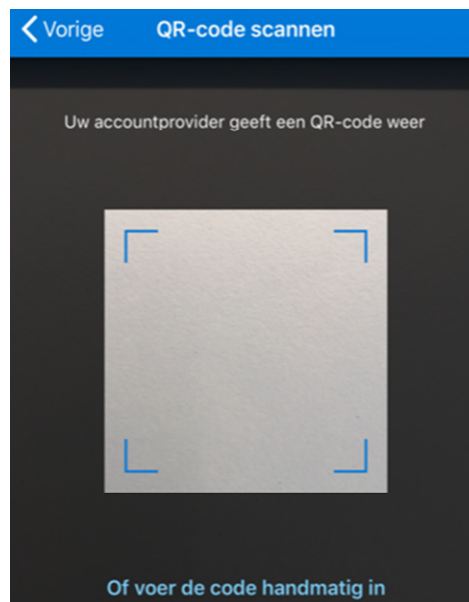 Vorige
QR-code scannen
Uw accountprovider geeft een QR-code weer
Of voer de code handmatig in